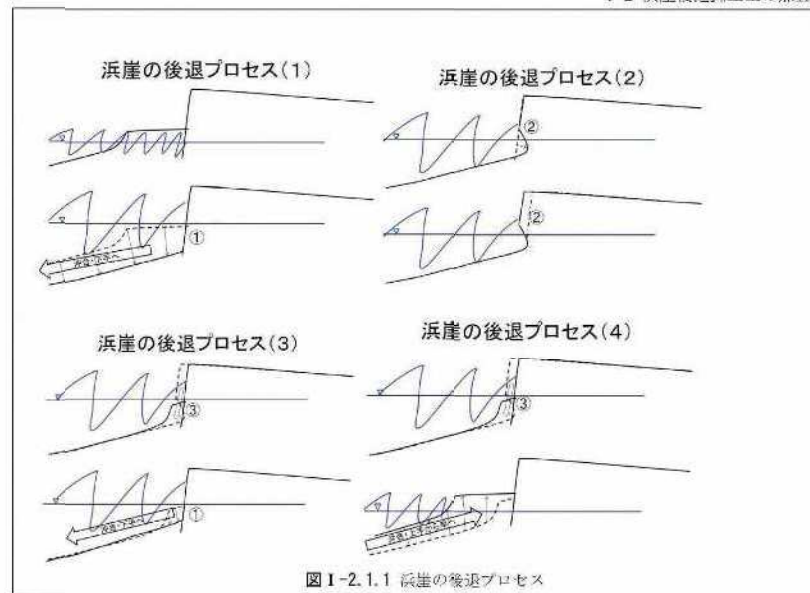 浜崖の後退プロセス(1)
浜崖の後退プロセス(2)
②
①
②
浜崖の後退プロセス(3)
浜崖の後退プロセス(4)
③
③
①
図Ⅰ-2.1.1 浜崖の後退プロセス